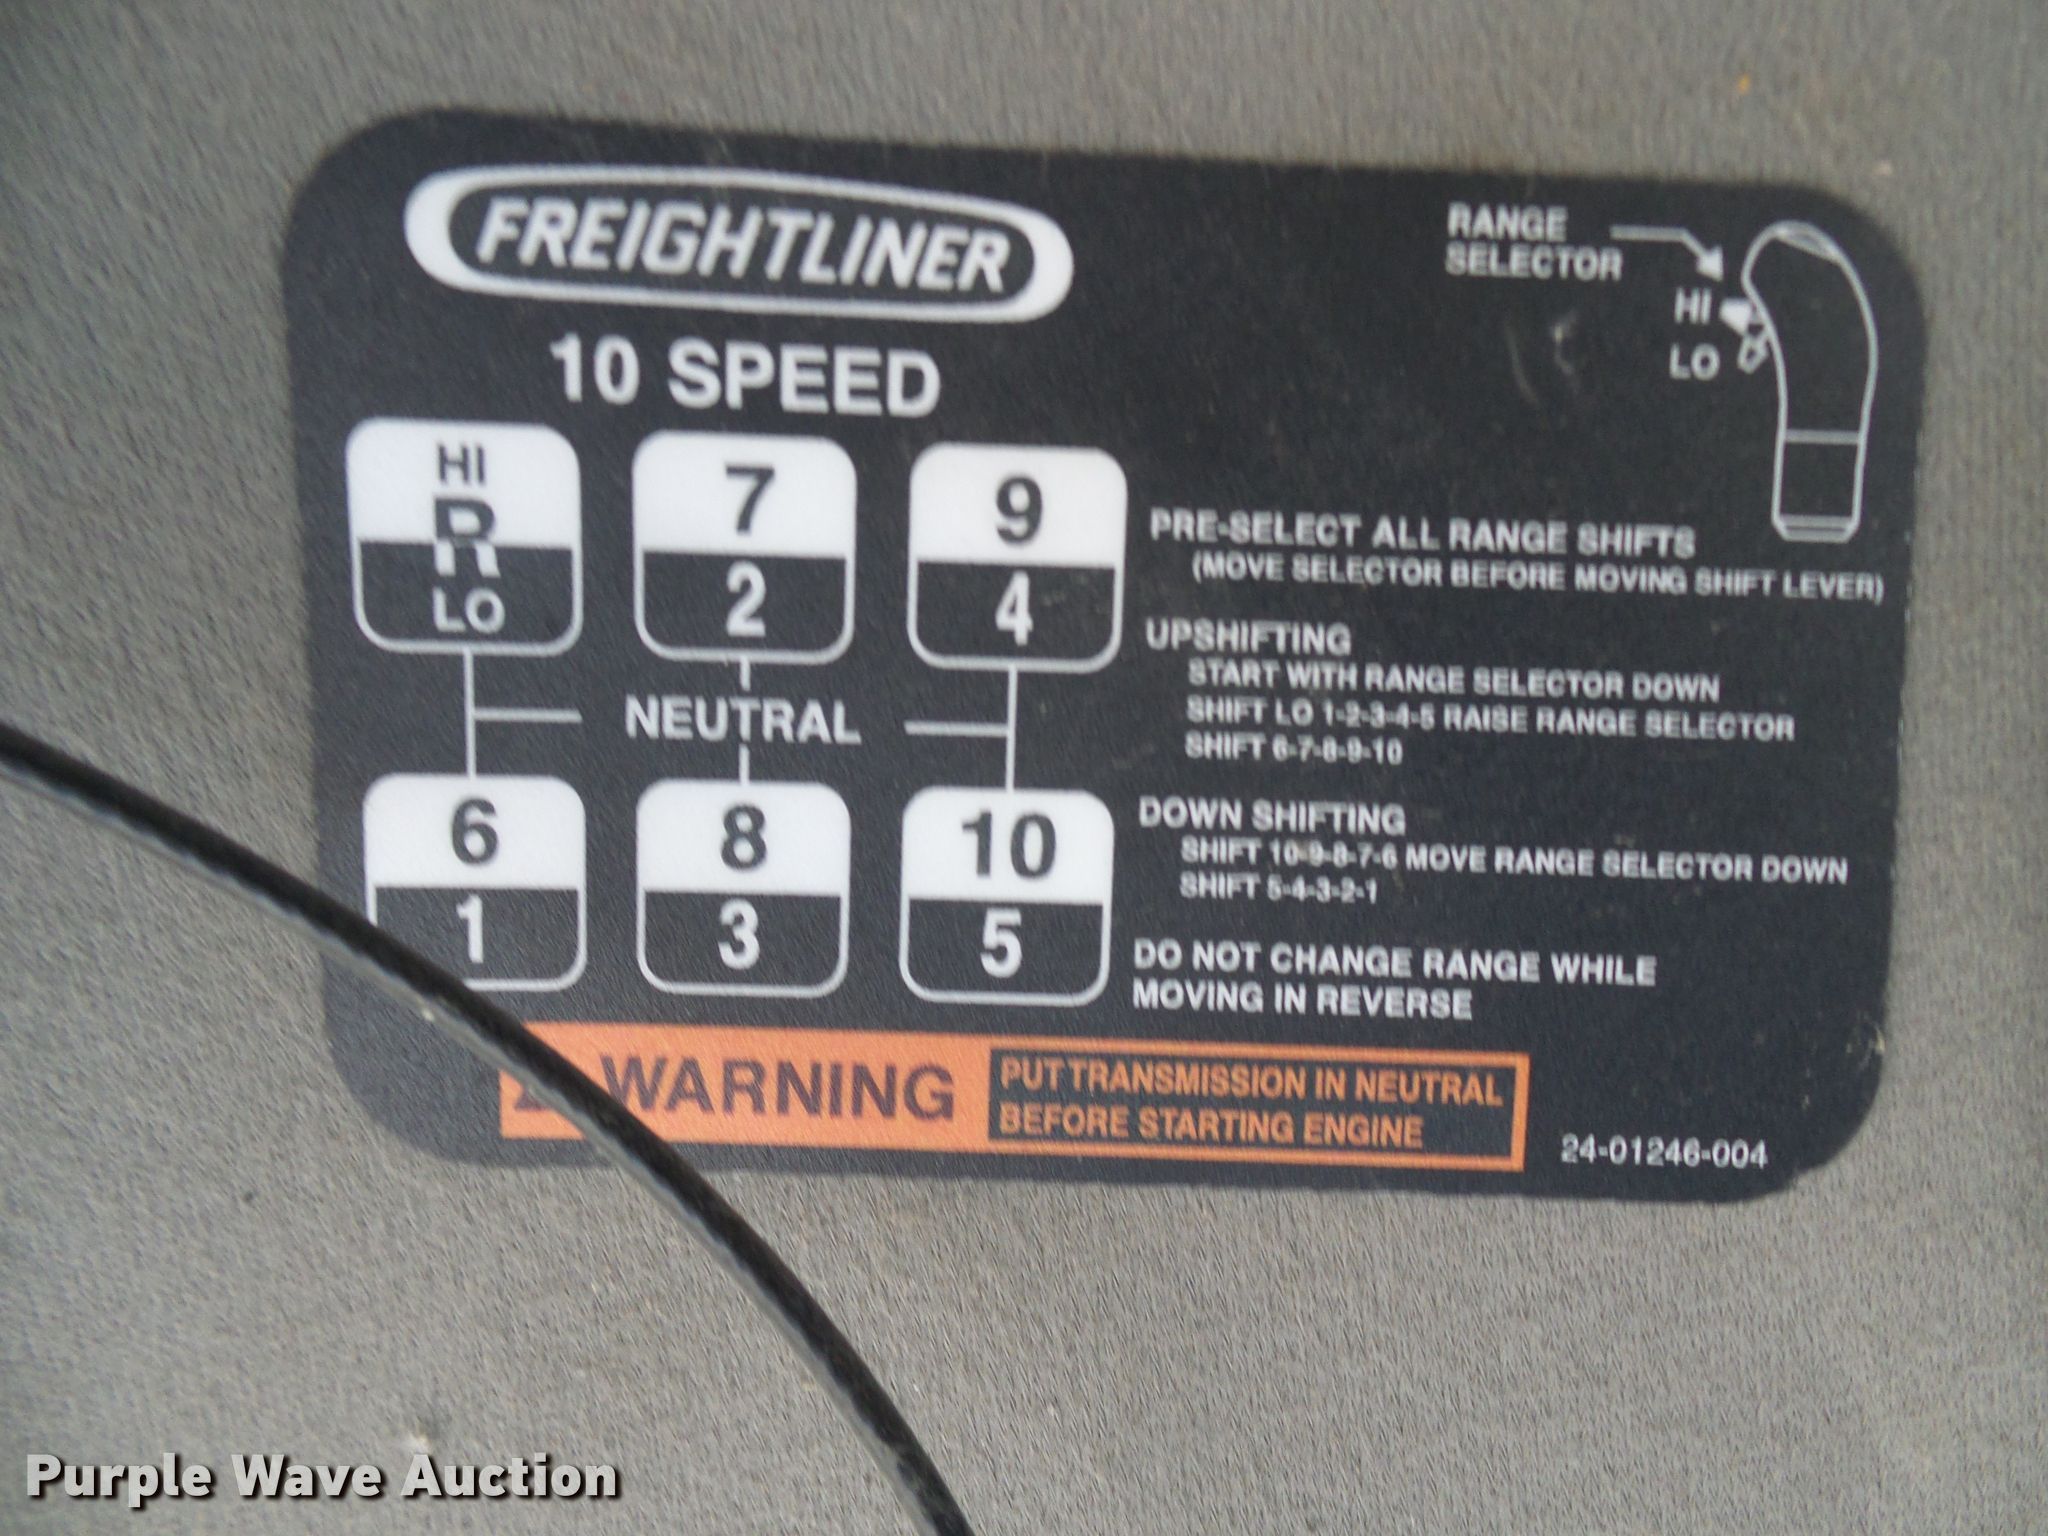 FREIGHTLINER
10 SPEED
RANGE
SELECTOR
HI
LO
HI
R
LO
7
2
9
4
NEUTRAL
6
1
8
3
10
5
PRE-SELECT ALL RANGE SHIFTS
(MOVE SELECTOR BEFORE MOVING SHIFT LEVER)
UPSHIFTING
START WITH RANGE SELECTOR DOWN
SHIFT LO 1-2-3-4-5 RAISE RANGE SELECTOR
SHIFT 6-7-8-9-10
DOWN SHIFTING
SHIFT 10-9-8-7-6 MOVE RANGE SELECTOR DOWN
SHIFT 5-4-3-2-1
DO NOT CHANGE RANGE WHILE
MOVING IN REVERSE
WARNING
PUT TRANSMISSION IN NEUTRAL
BEFORE STARTING ENGINE
24-01246-004
Purple Wave Auction